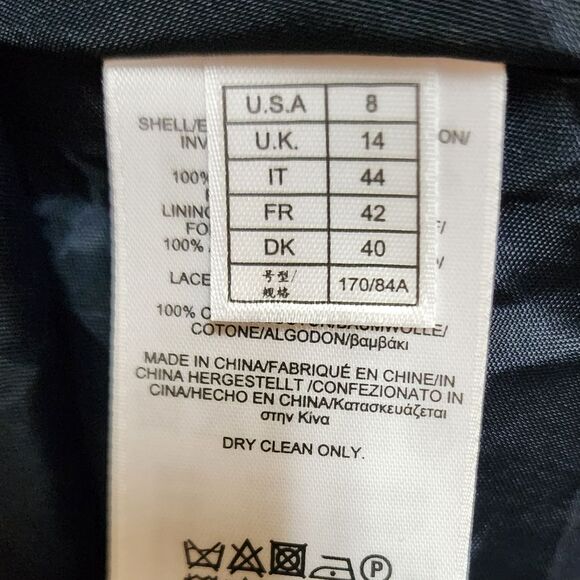 U.S.A 8
U.K. 14
IT 44
FR 42
DK 40
号型/规格 170/84A
SHELL/E
ON/
INV
100%
LINING
FO
100%
LACE
100% C
/BAUMWOLLE/
COTONE/ALGODON/βαμβάκι
MADE IN CHINA/FABRIQUÉ EN CHINE/IN
CHINA HERGESTELLT /CONFEZIONATO IN
CINA/HECHO EN CHINA/Κατασκευάζεται
στην Κίνα
DRY CLEAN ONLY.
P